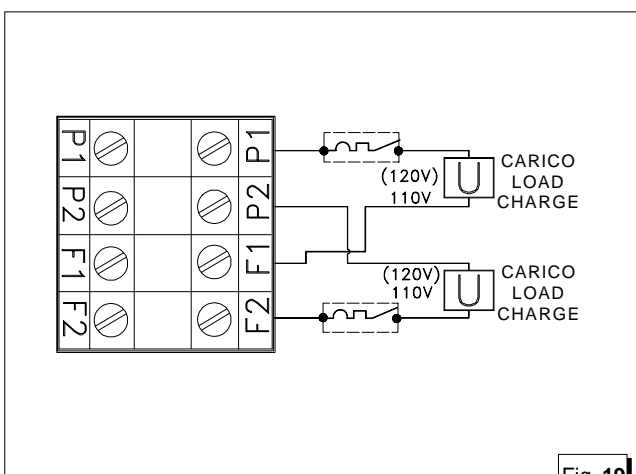 P1 P1
P2 P2
F1 F1
F2 F2
(120V)
110V
CARICO
LOAD
CHARGE
(120V)
110V
CARICO
LOAD
CHARGE
Fig. 10